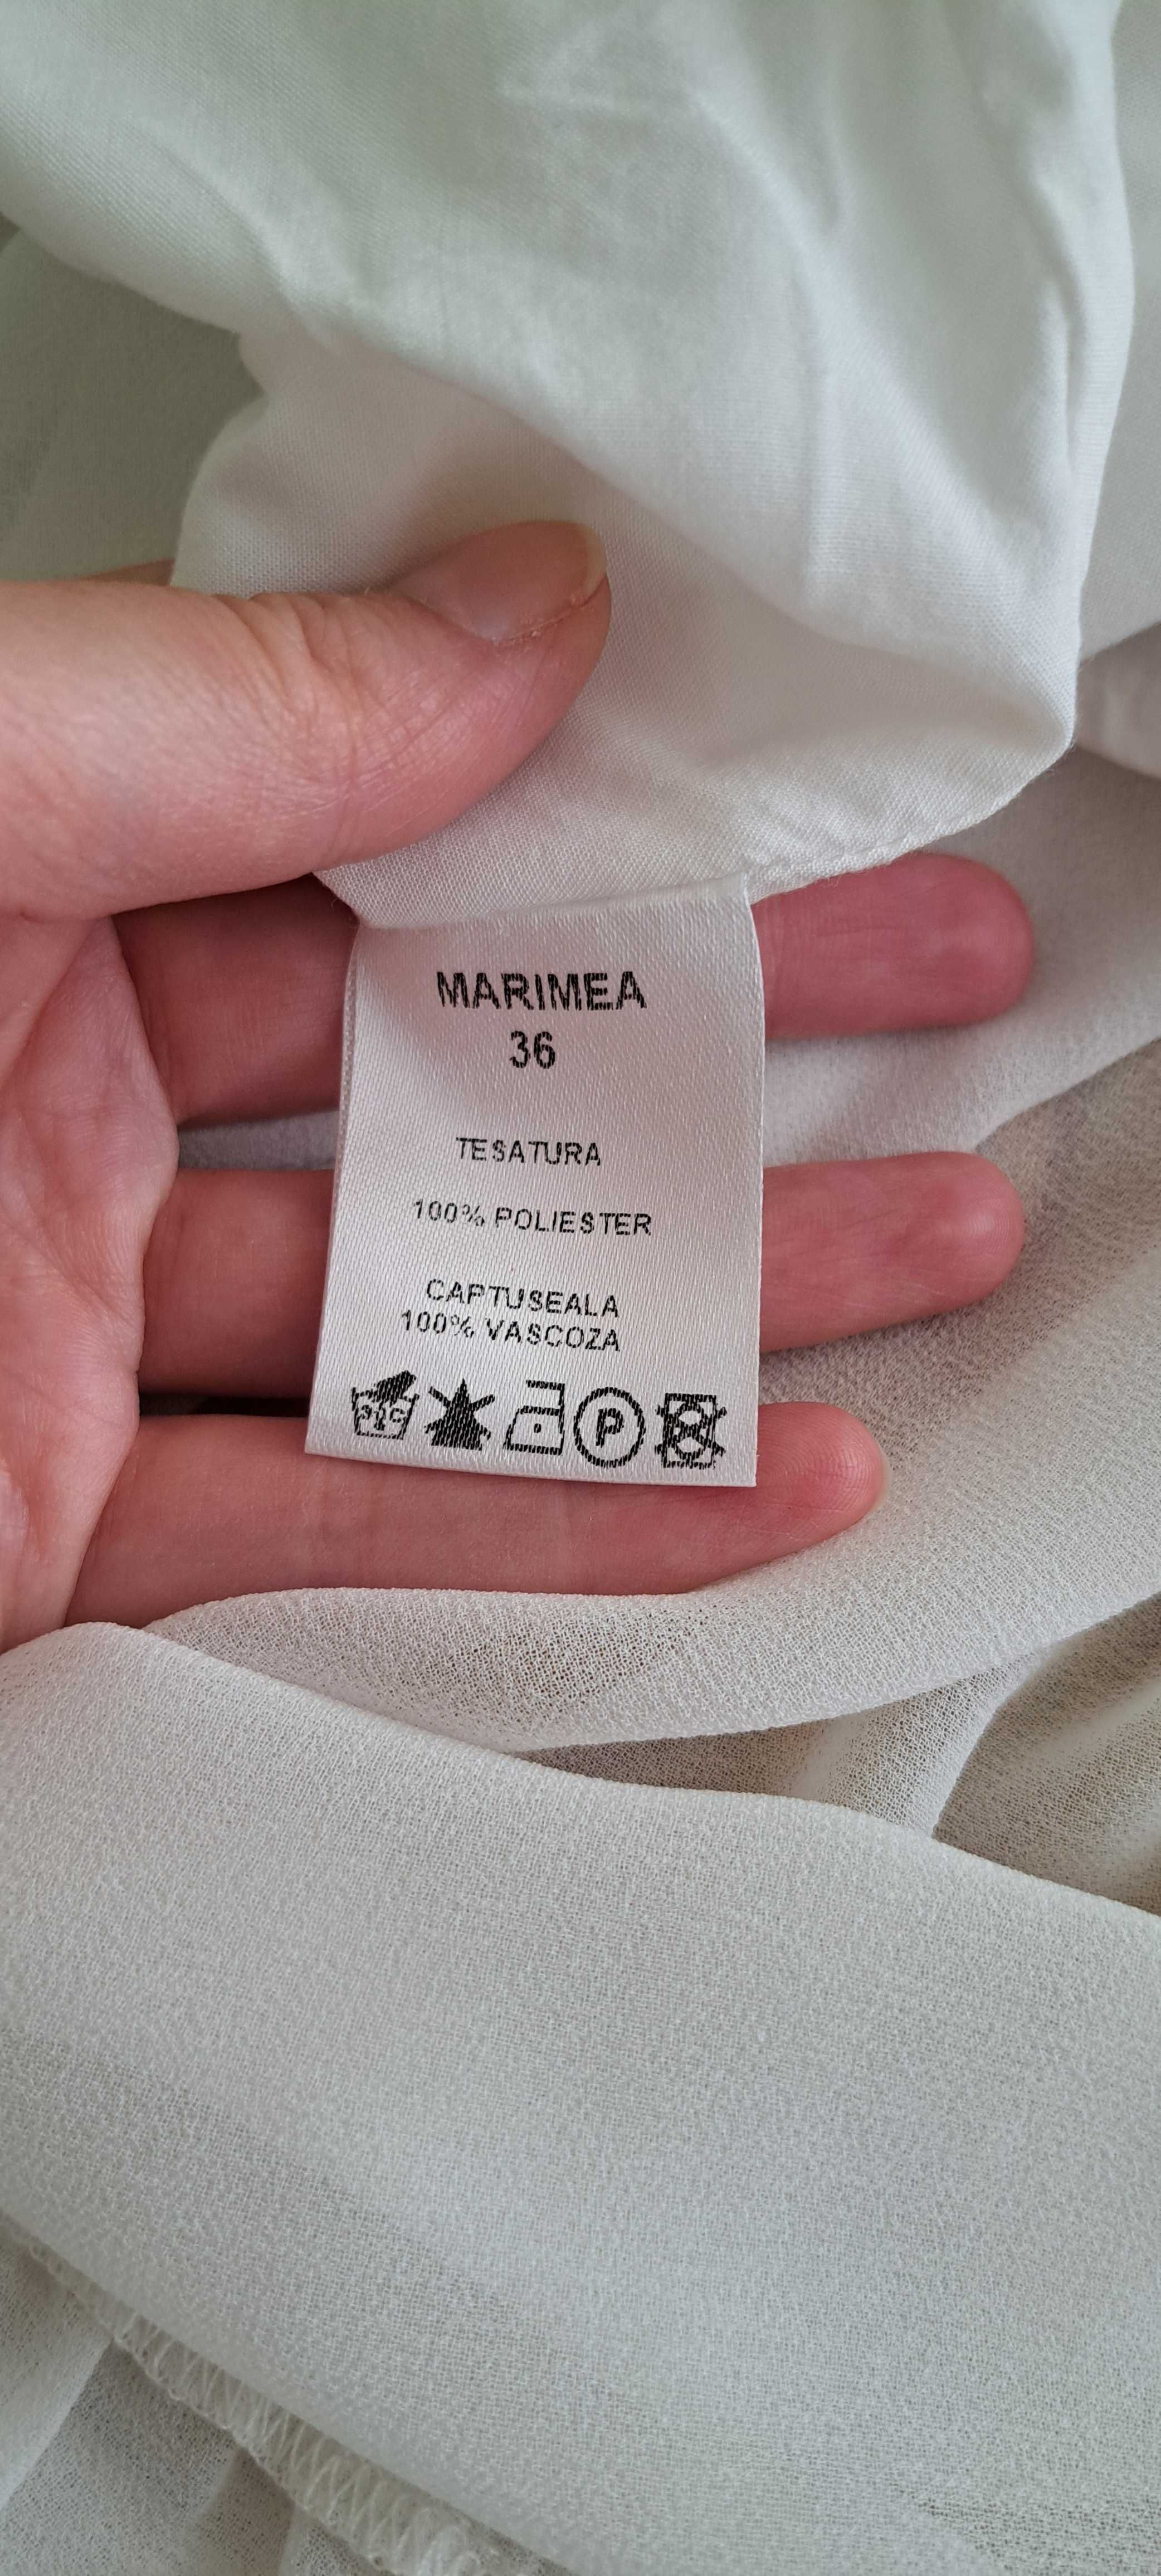 MARIMEA
36
TESATURA
100% POLIESTER
CAPTUSEALA
100% VASCOZA
P